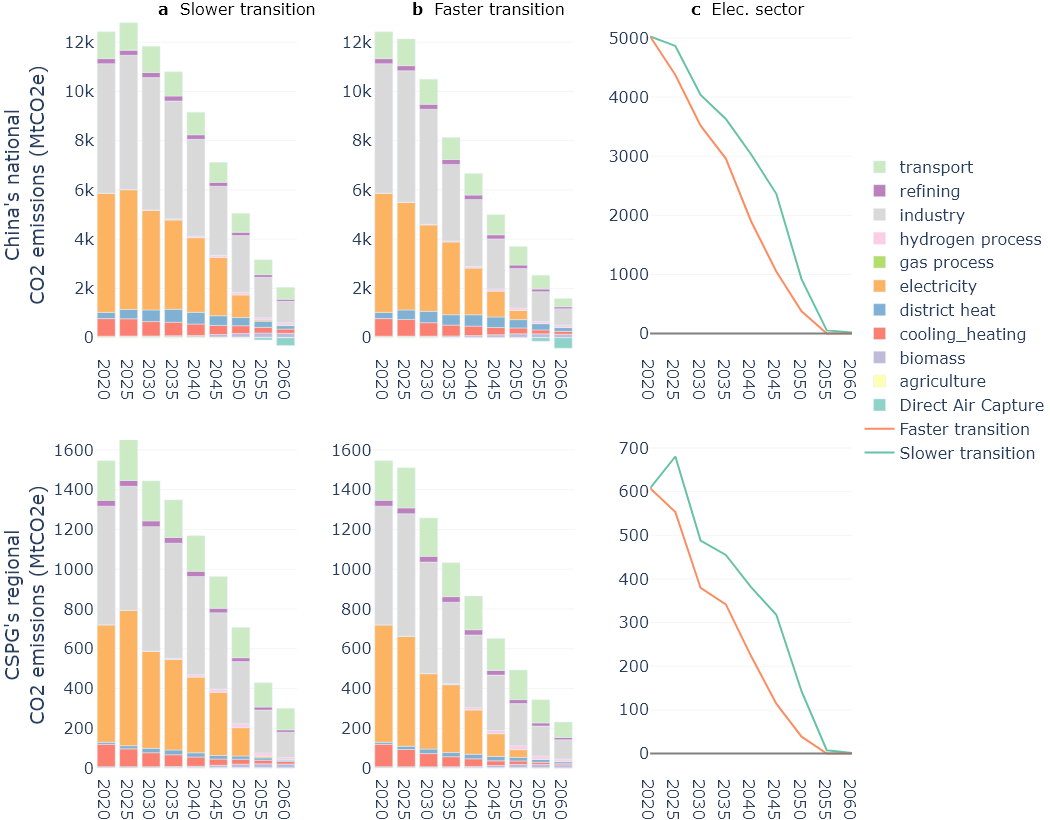 a Slower transition
b Faster transition
c Elec. sector
China's national
CO2 emissions (MtCO2e)
12k
10k
8k
6k
4k
2k
0
2020 2025 2030 2035 2040 2045 2050 2055 2060
12k
10k
8k
6k
4k
2k
0
2020 2025 2030 2035 2040 2045 2050 2055 2060
5000
4000
3000
2000
1000
0
2020 2025 2030 2035 2040 2045 2050 2055 2060
transport
refining
industry
hydrogen process
gas process
electricity
district heat
cooling_heating
biomass
agriculture
Direct Air Capture
Faster transition
Slower transition
CSPG's regional
CO2 emissions (MtCO2e)
1600
1400
1200
1000
800
600
400
200
0
2020 2025 2030 2035 2040 2045 2050 2055 2060
1600
1400
1200
1000
800
600
400
200
0
2020 2025 2030 2035 2040 2045 2050 2055 2060
700
600
500
400
300
200
100
0
2020 2025 2030 2035 2040 2045 2050 2055 2060